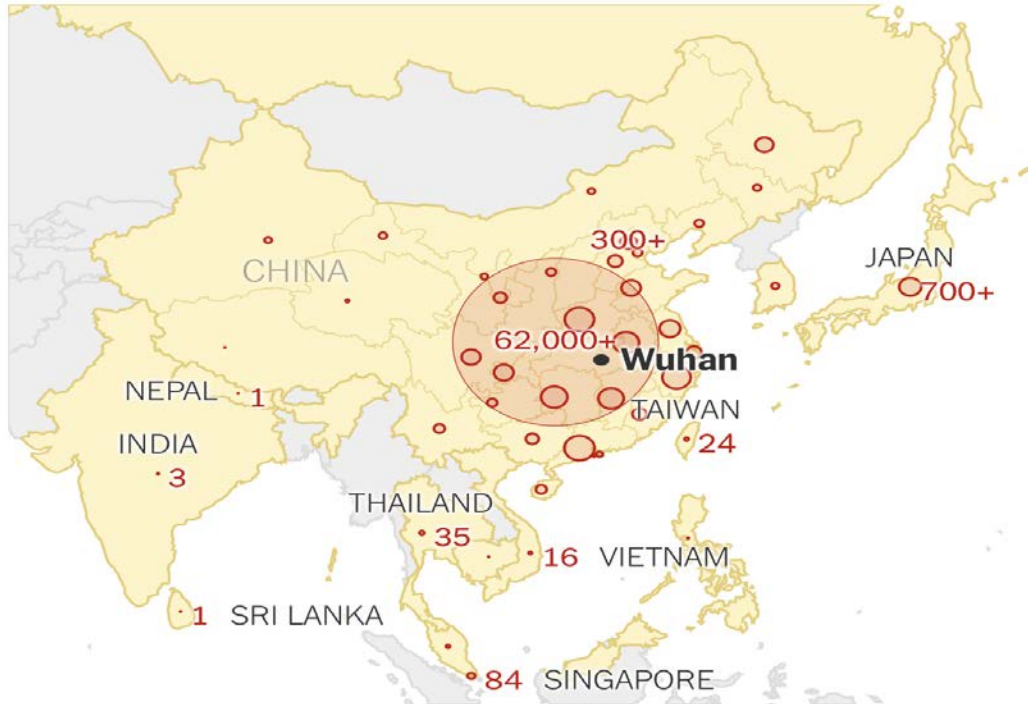 300+
JAPAN
CHINA
700+
62,000+
Wuhan
NEPAL
1
TAIWAN
INDIA
24
3
THAILAND
35
16
VIETNAM
1
SRI LANKA
84
SINGAPORE